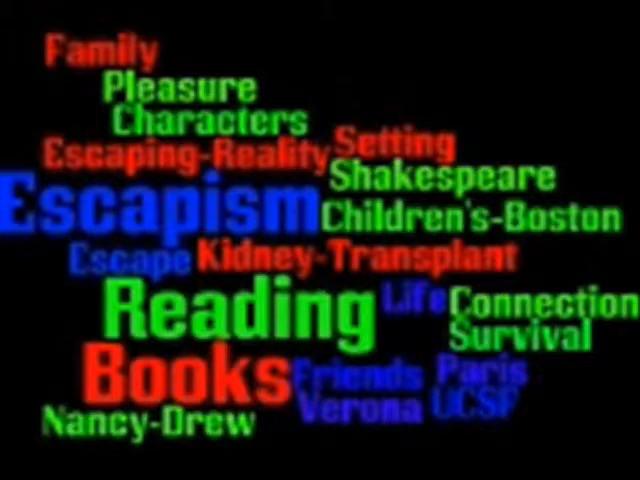 Family
Pleasure
Characters
Escaping-Reality Setting
Shakespeare
Escapism Children's-Boston
Escape Kidney-Transplant
Reading Life Connection
Survival
Books Friends Paris
Verona UCSF
Nancy-Drew